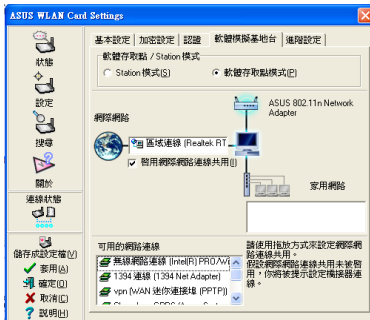 ASUS WLAN Card Settings
狀態
設定
搜尋
關於
連線狀態
儲存成設定檔(V)
套用(A)
確定(O)
取消(C)
說明(H)
基本設定
加密設定
認證
軟體模擬基地台
進階設定
軟體存取點 / Station 模式
Station 模式(S)
軟體存取點模式(P)
網際網路
ASUS 802.11n Network
Adapter
區域連線 (Realtek RT
啓用網際網路連線共用(I)
家用網路
可用的網路連線
無線網路連線 (Intel(R) PRO/Wi
1394 連線 (1394 Net Adapter)
vpn (WAN 迷你連接埠 (PPTP))
請使用拖放方式來設定網際網
路連線共用。
假設網際網路連線共用未被啓
用，你將被提示設定橋接器連
線。